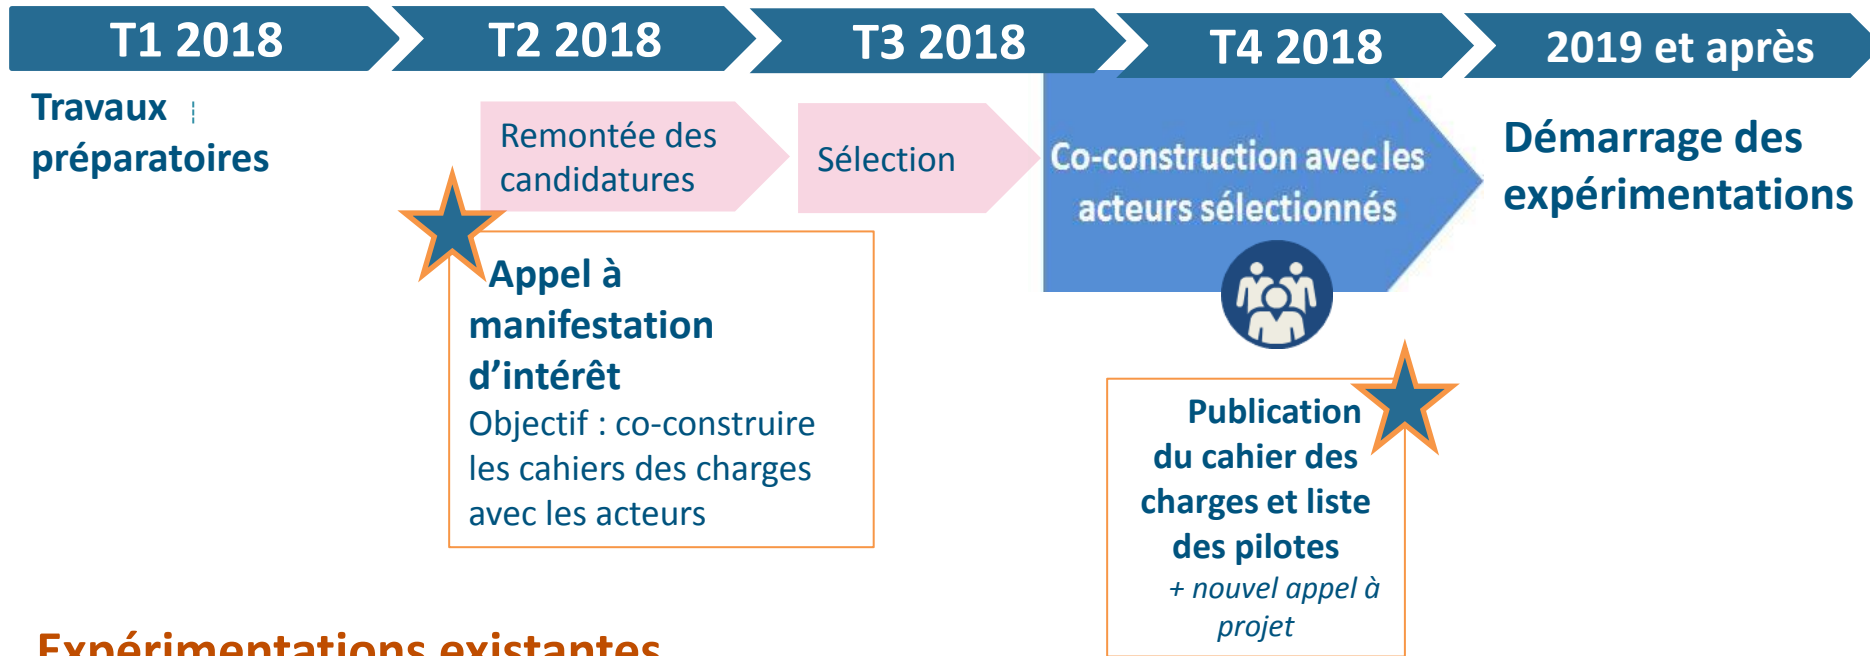 T1 2018
T2 2018
T3 2018
T4 2018
2019 et après
Travaux
préparatoires
Remontée des
candidatures
Sélection
Co-construction avec les
acteurs sélectionnés
Démarrage des
expérimentations
Appel à
manifestation
d’intérêt
Objectif : co-construire
les cahiers des charges
avec les acteurs
Publication
du cahier des
charges et liste
des pilotes
+ nouvel appel à
projet
Expérimentations existantes